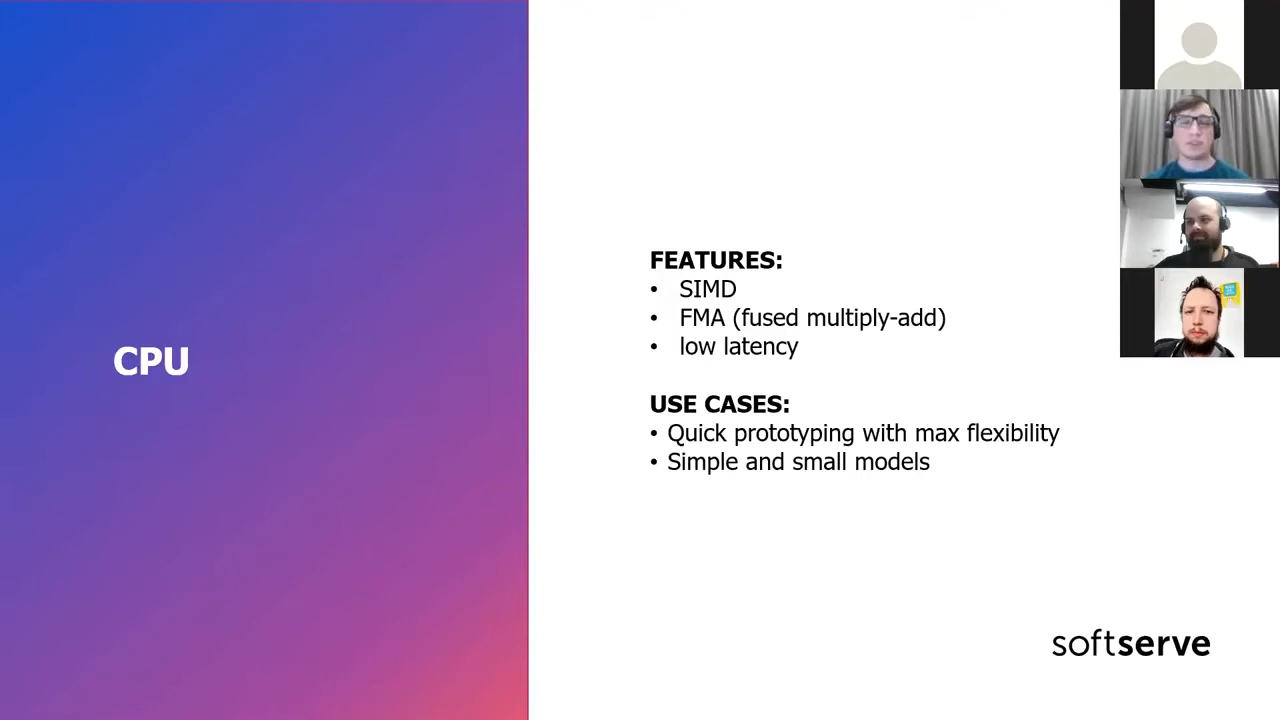 CPU
FEATURES:
• SIMD
• FMA (fused multiply-add)
• low latency
USE CASES:
• Quick prototyping with max flexibility
• Simple and small models
softserve